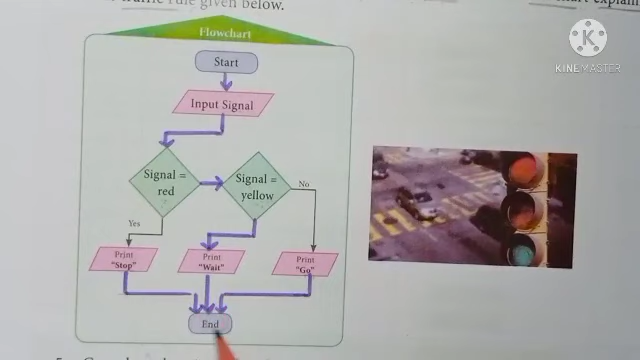 rule given below.
Flowchart
Start
Input Signal
Signal =
red
Signal =
yellow
No
Yes
Print
"Stop"
Print
"Wait"
Print
"Go"
End
KINEMASTER